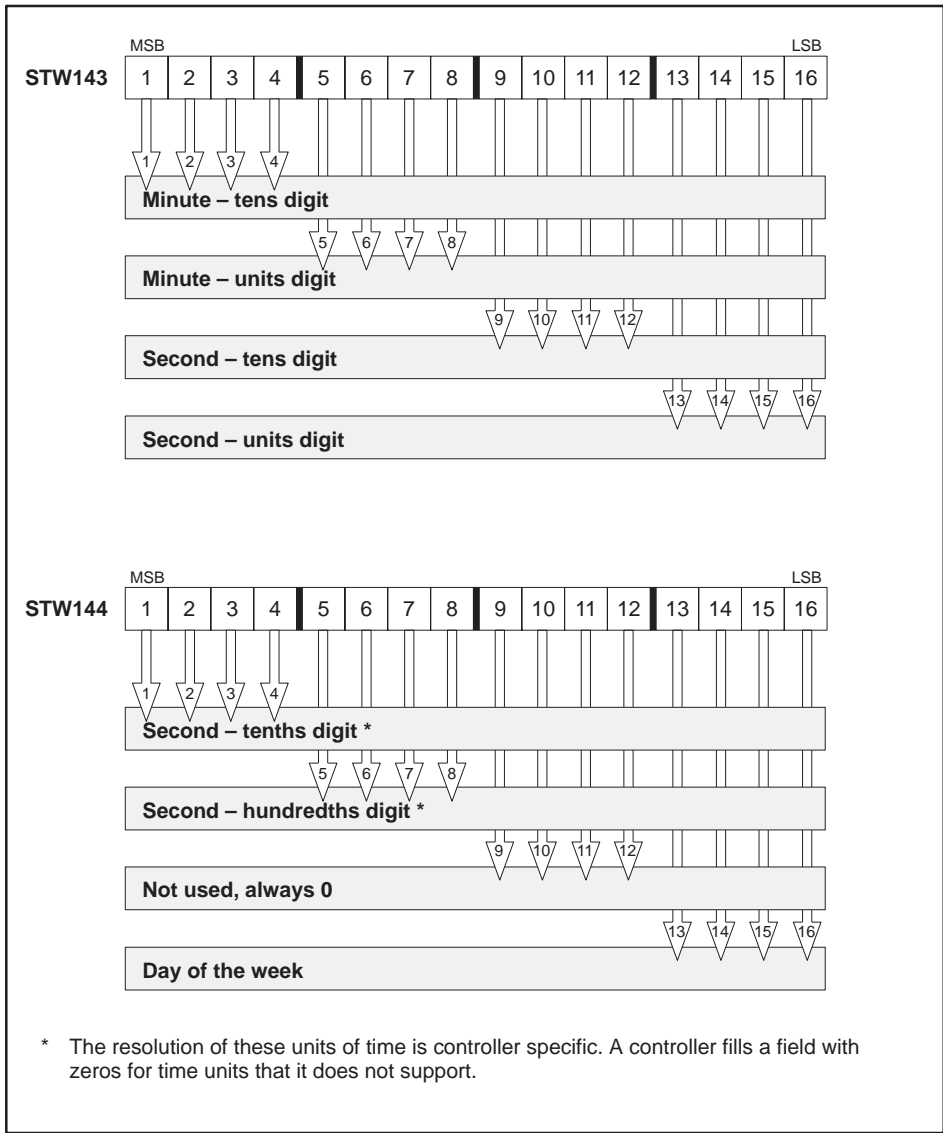 MSB LSB
STW143 1 2 3 4 5 6 7 8 9 10 11 12 13 14 15 16
1 2 3 4
Minute – tens digit
5 6 7 8
Minute – units digit
9 10 11 12
Second – tens digit
13 14 15 16
Second – units digit
MSB LSB
STW144 1 2 3 4 5 6 7 8 9 10 11 12 13 14 15 16
1 2 3 4
Second – tenths digit *
5 6 7 8
Second – hundredths digit *
9 10 11 12
Not used, always 0
13 14 15 16
Day of the week
* The resolution of these units of time is controller specific. A controller fills a field with
zeros for time units that it does not support.